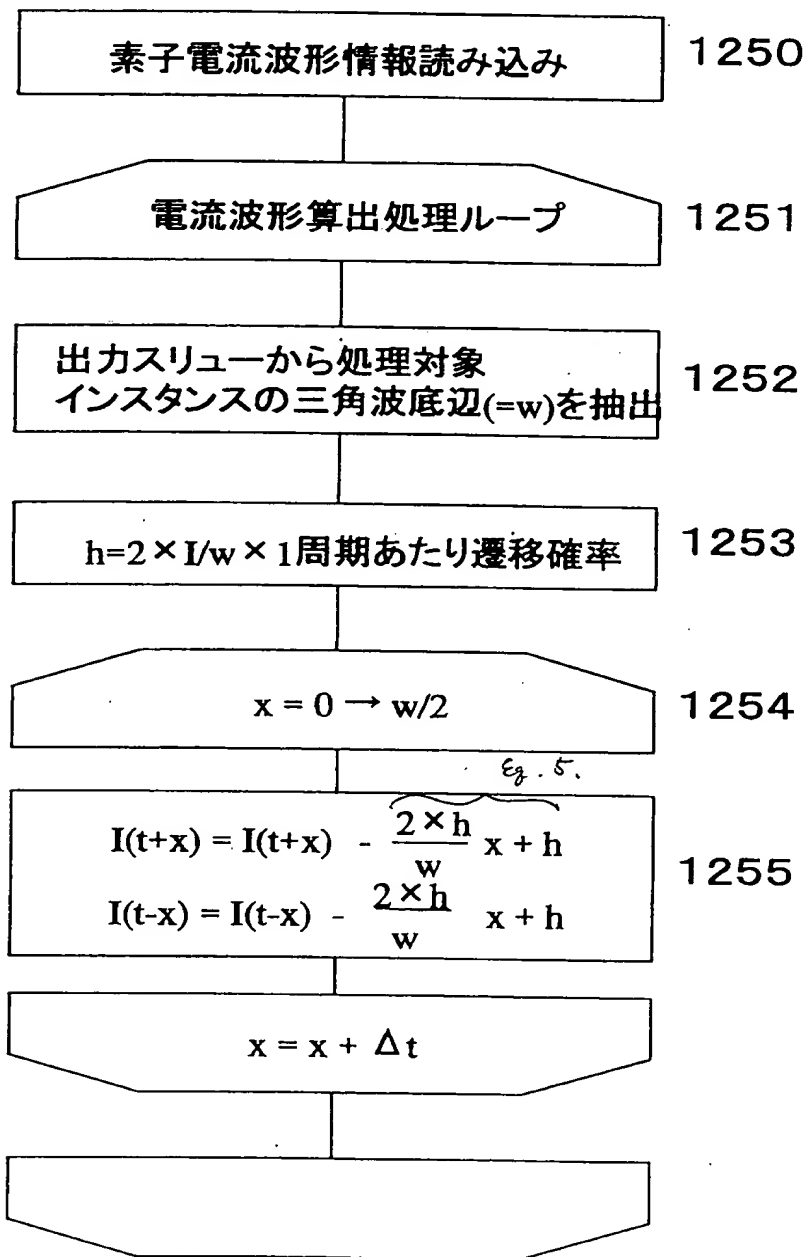 素子電流波形情報読み込み 1250
電流波形算出処理ループ 1251
出力スリューから処理対象
インスタンスの三角波底辺(=w)を抽出 1252
h=2×I/w×1周期あたり遷移確率 1253
x = 0 → w/2 1254
Eq. 5.
I(t+x) = I(t+x) - 2×h/w x + h
I(t-x) = I(t-x) - 2×h/w x + h
1255
x = x + Δt